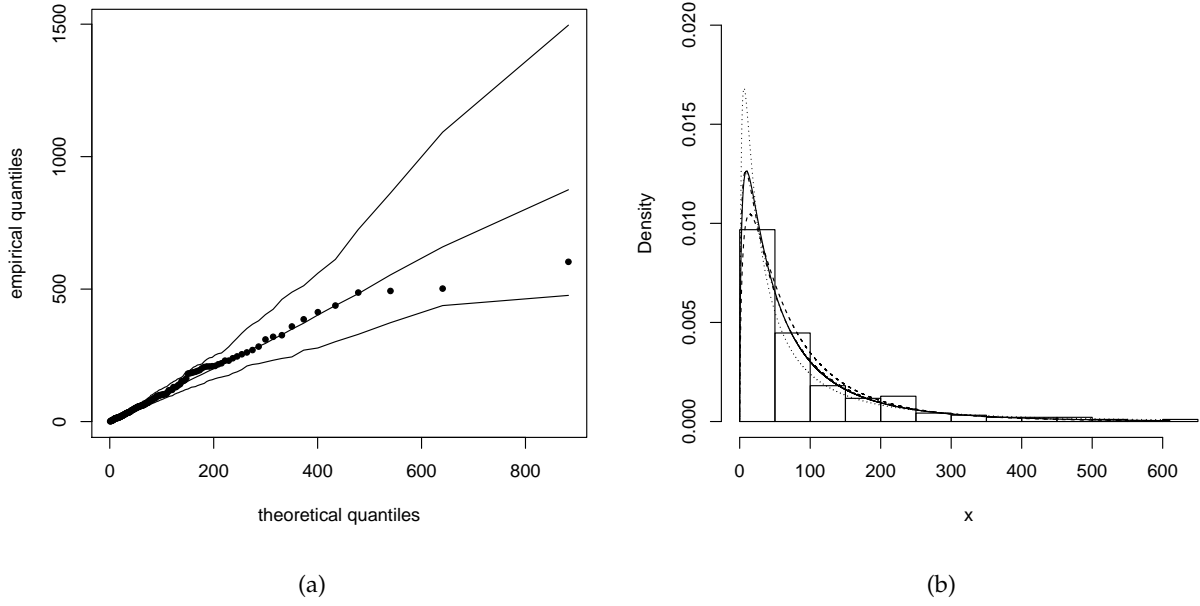 1500
1000
500
0
empirical quantiles
0 200 400 600 800
theoretical quantiles
(a)
0.020
0.015
0.010
0.005
0.000
Density
0 100 200 300 400 500 600
x
(b)